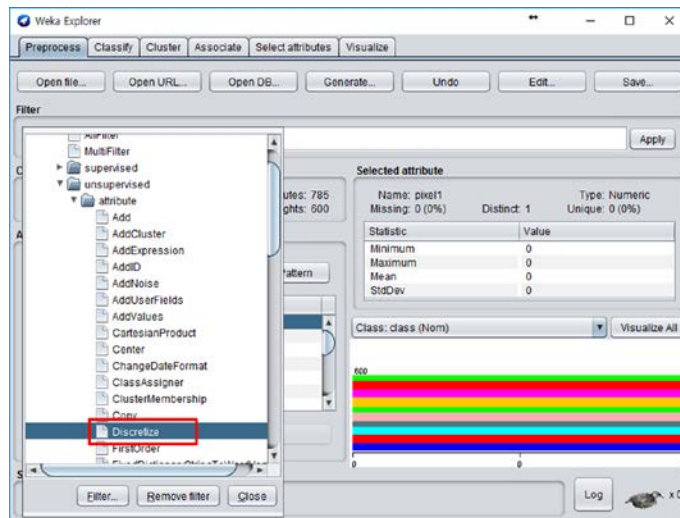 Weka Explorer
Preprocess Classify Cluster Associate Select attributes Visualize
Open file... Open URL... Open DB... Generate... Undo Edit... Save...
Filter
Apply
AllFilter
MultiFilter
supervised
unsupervised
attribute
Add
AddCluster
AddExpression
AddID
AddNoise
AddUserFields
AddValues
CartesianProduct
Center
ChangeDateFormat
ClassAssigner
ClusterMembership
Copy
Discretize
FirstOrder
Filter... Remove filter Close
utes: 785
ghts: 600
Pattern
Selected attribute
Name: pixel1 Type: Numeric
Missing: 0 (0%) Distinct: 1 Unique: 0 (0%)
Statistic Value
Minimum 0
Maximum 0
Mean 0
StdDev 0
Class: class (Nom) Visualize All
600
0 0
Log x 0